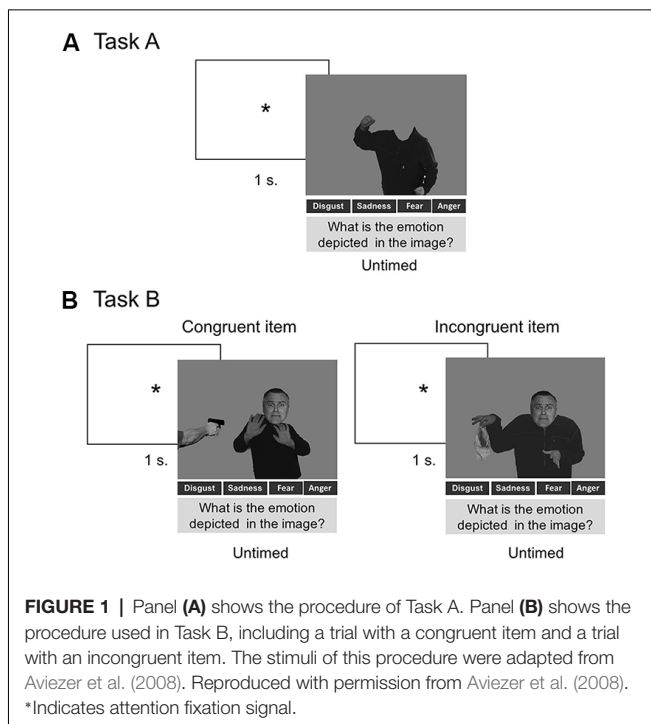 A Task A
*
1 s.
Disgust Sadness Fear Anger
What is the emotion
depicted in the image?
Untimed
B Task B
Congruent item
*
1 s.
Disgust Sadness Fear Anger
What is the emotion
depicted in the image?
Untimed
Incongruent item
*
1 s.
Disgust Sadness Fear Anger
What is the emotion
depicted in the image?
Untimed
FIGURE 1 | Panel (A) shows the procedure of Task A. Panel (B) shows the
procedure used in Task B, including a trial with a congruent item and a trial
with an incongruent item. The stimuli of this procedure were adapted from
Aviezer et al. (2008). Reproduced with permission from Aviezer et al. (2008).
*Indicates attention fixation signal.